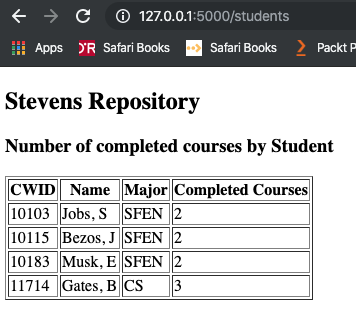 127.0.0.1:5000/students
Apps O'R Safari Books Safari Books Packt P
Stevens Repository
Number of completed courses by Student
CWID Name Major Completed Courses
10103 Jobs, S SFEN 2
10115 Bezos, J SFEN 2
10183 Musk, E SFEN 2
11714 Gates, B CS 3